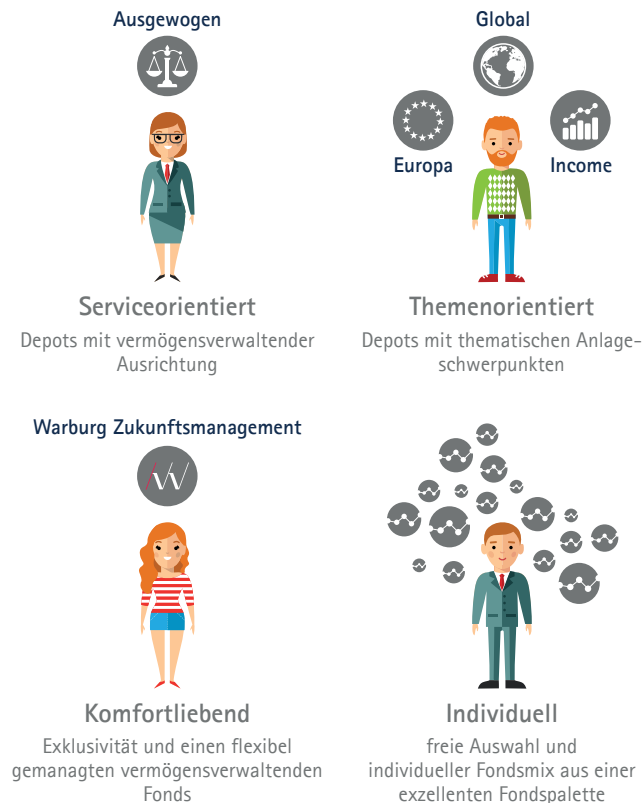 Ausgewogen
Serviceorientiert
Depots mit vermögensverwaltender
Ausrichtung
Global
Europa
Income
Themenorientiert
Depots mit thematischen Anlage-
schwerpunkten
Warburg Zukunftsmanagement
W
Komfortliebend
Exklusivität und einen flexibel
gemanagten vermögensverwaltenden
Fonds
Individuell
freie Auswahl und
individueller Fondsmix aus einer
exzellenten Fondspalette